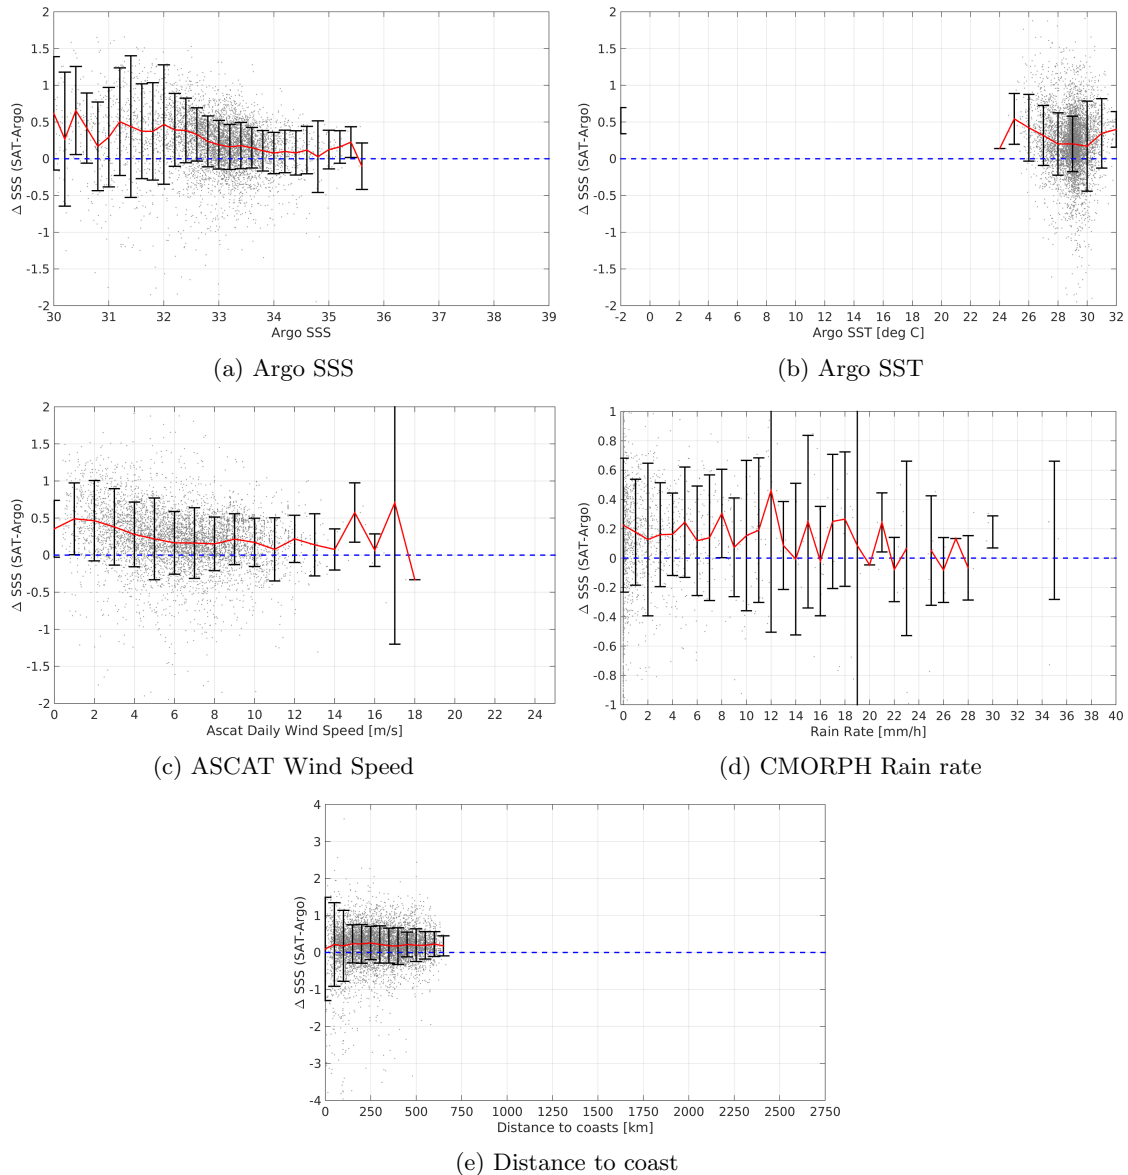 2
1.5
1
0.5
0
-0.5
-1
-1.5
-2
Δ SSS (SAT-Argo)
30 31 32 33 34 35 36 37 38 39
Argo SSS
(a) Argo SSS
2
1.5
1
0.5
0
-0.5
-1
-1.5
-2
Δ SSS (SAT-Argo)
-2 0 2 4 6 8 10 12 14 16 18 20 22 24 26 28 30 32
Argo SST [deg C]
(b) Argo SST
2
1.5
1
0.5
0
-0.5
-1
-1.5
-2
Δ SSS (SAT-Argo)
0 2 4 6 8 10 12 14 16 18 20 22 24
Ascat Daily Wind Speed [m/s]
(c) ASCAT Wind Speed
1
0.8
0.6
0.4
0.2
0
-0.2
-0.4
-0.6
-0.8
-1
Δ SSS (SAT-Argo)
0 2 4 6 8 10 12 14 16 18 20 22 24 26 28 30 32 34 36 38 40
Rain Rate [mm/h]
(d) CMORPH Rain rate
4
3
2
1
0
-1
-2
-3
-4
Δ SSS (SAT-Argo)
0 250 500 750 1000 1250 1500 1750 2000 2250 2500 2750
Distance to coasts [km]
(e) Distance to coast